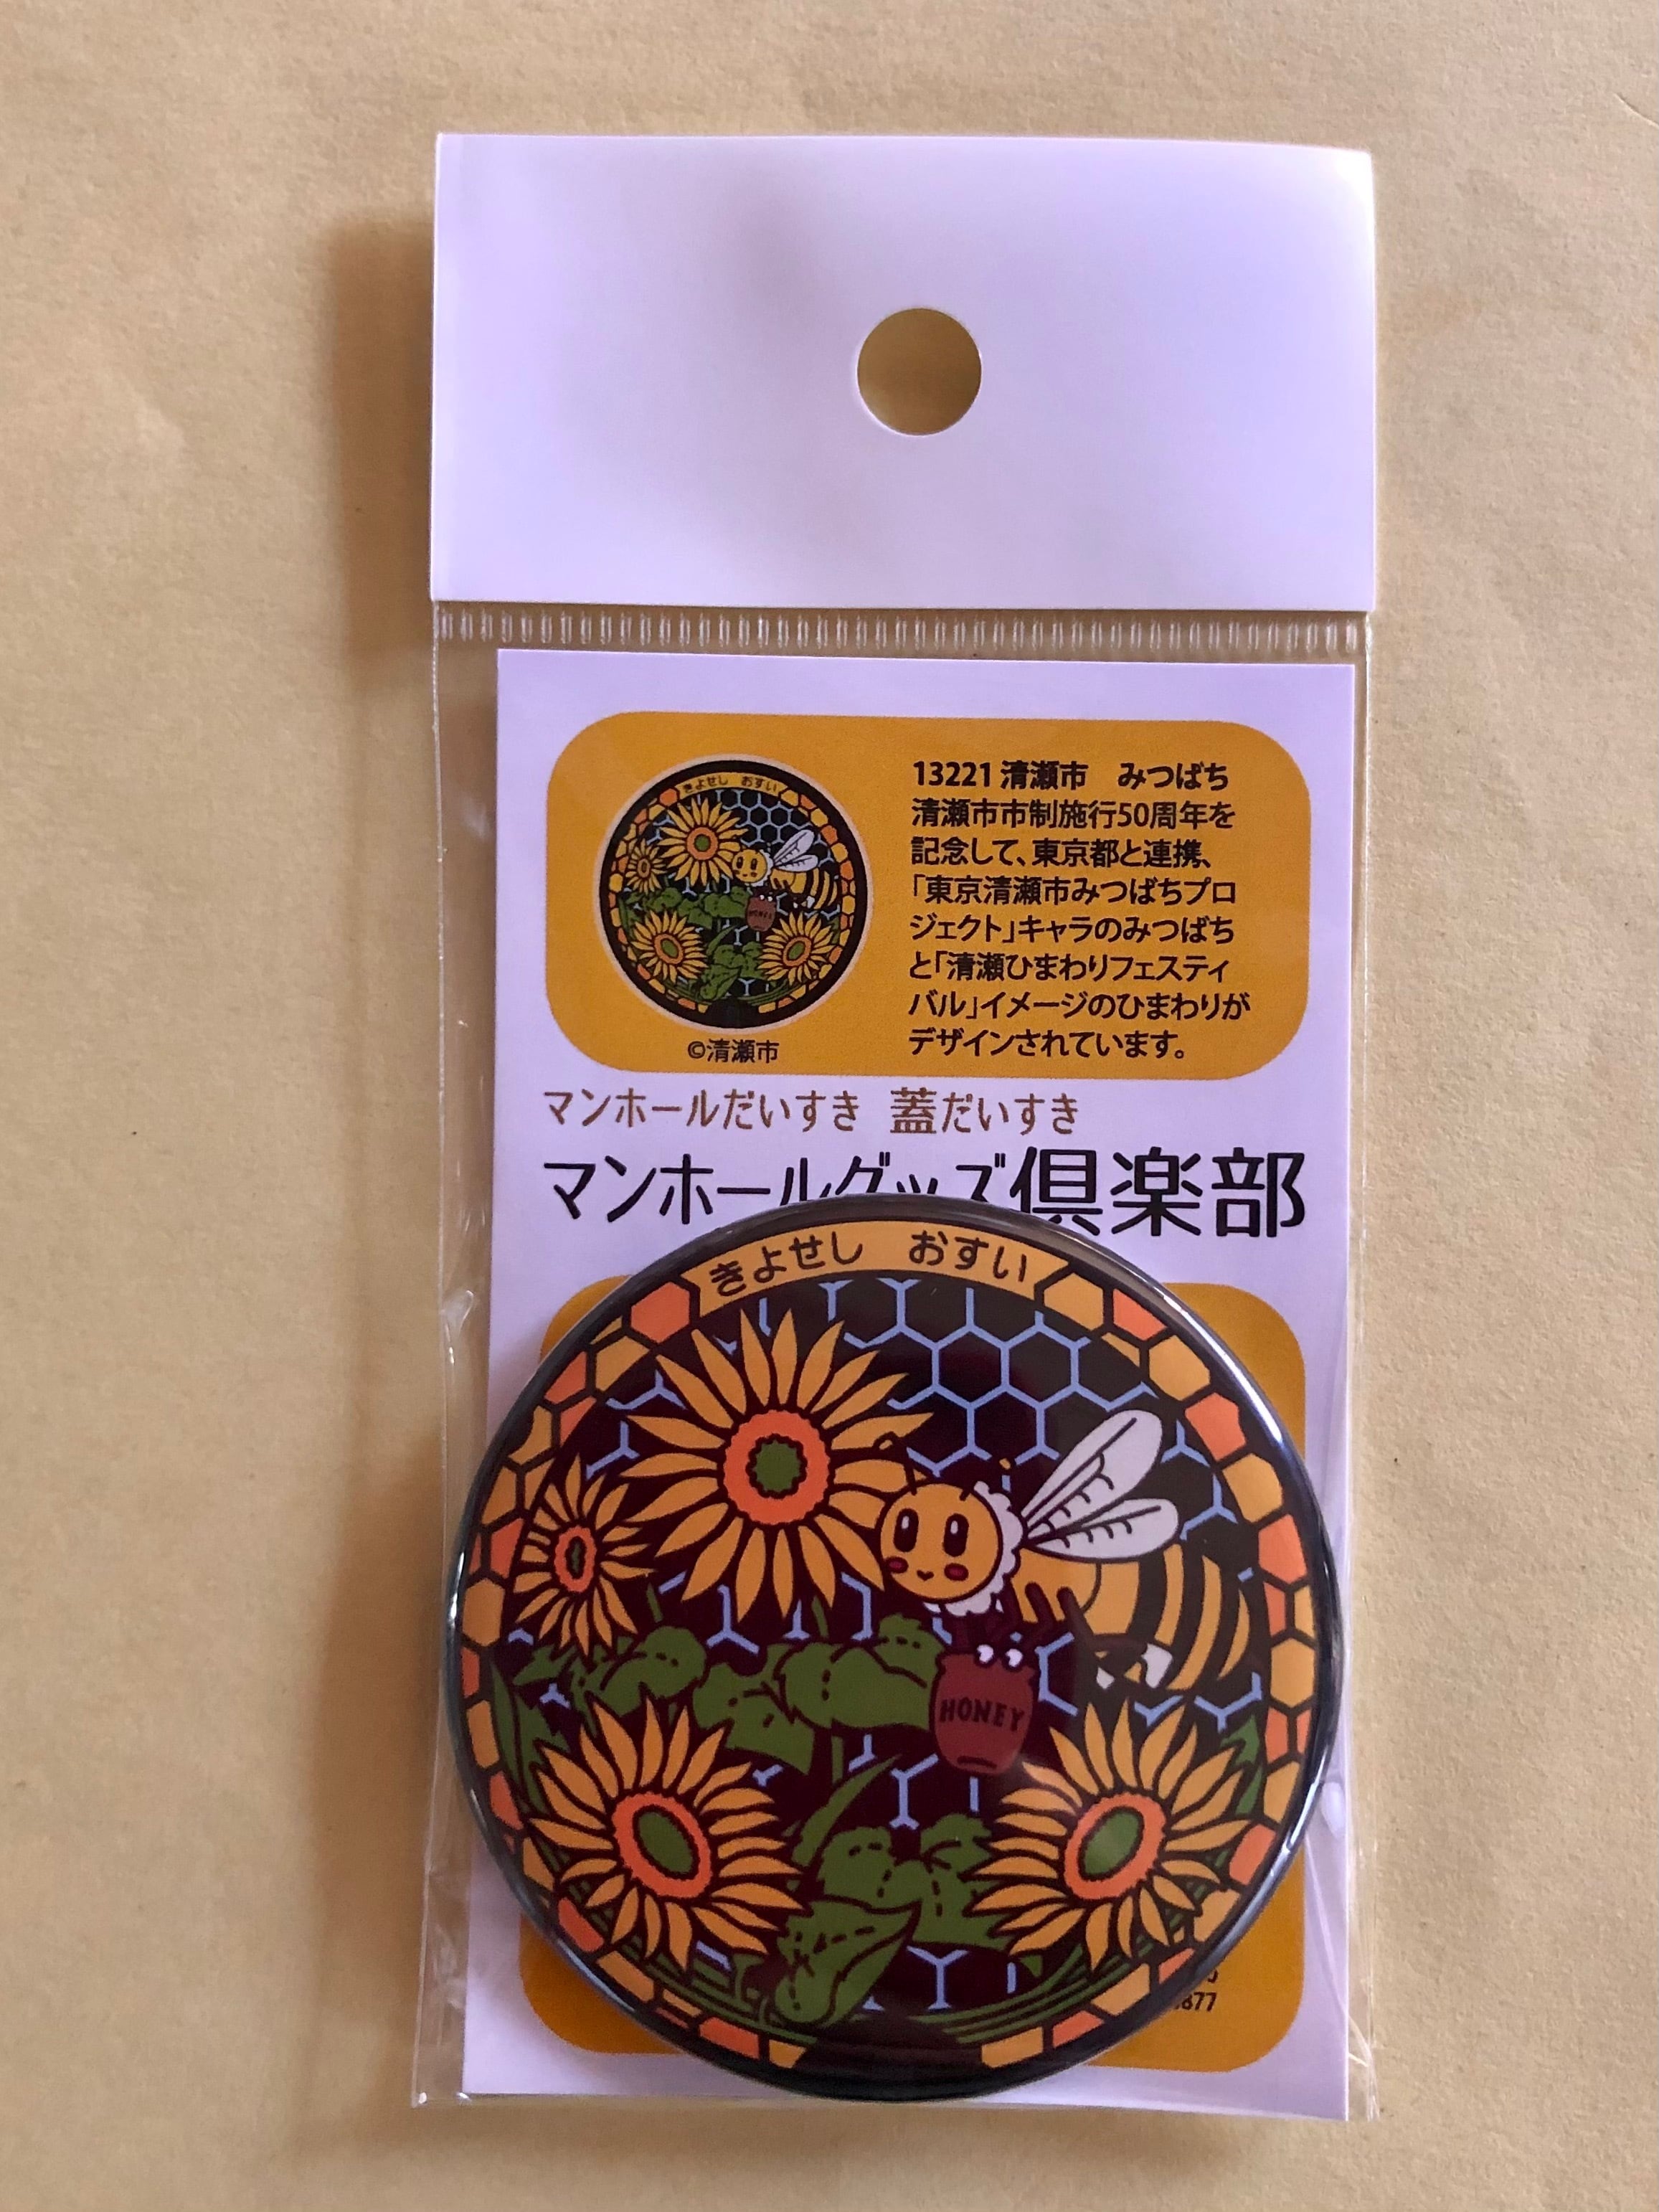 きよせし おすい
13221 清瀬市 みつばち
清瀬市市制施行50周年を
記念して、東京都と連携、
「東京清瀬市みつばちプロ
ジェクト」キャラのみつばち
と「清瀬ひまわりフェスティ
バル」イメージのひまわりが
デザインされています。
HONEY
©清瀬市
マンホールだいすき 蓋だいすき
マンホールグッズ倶楽部
きよせし おすい
HONEY
877